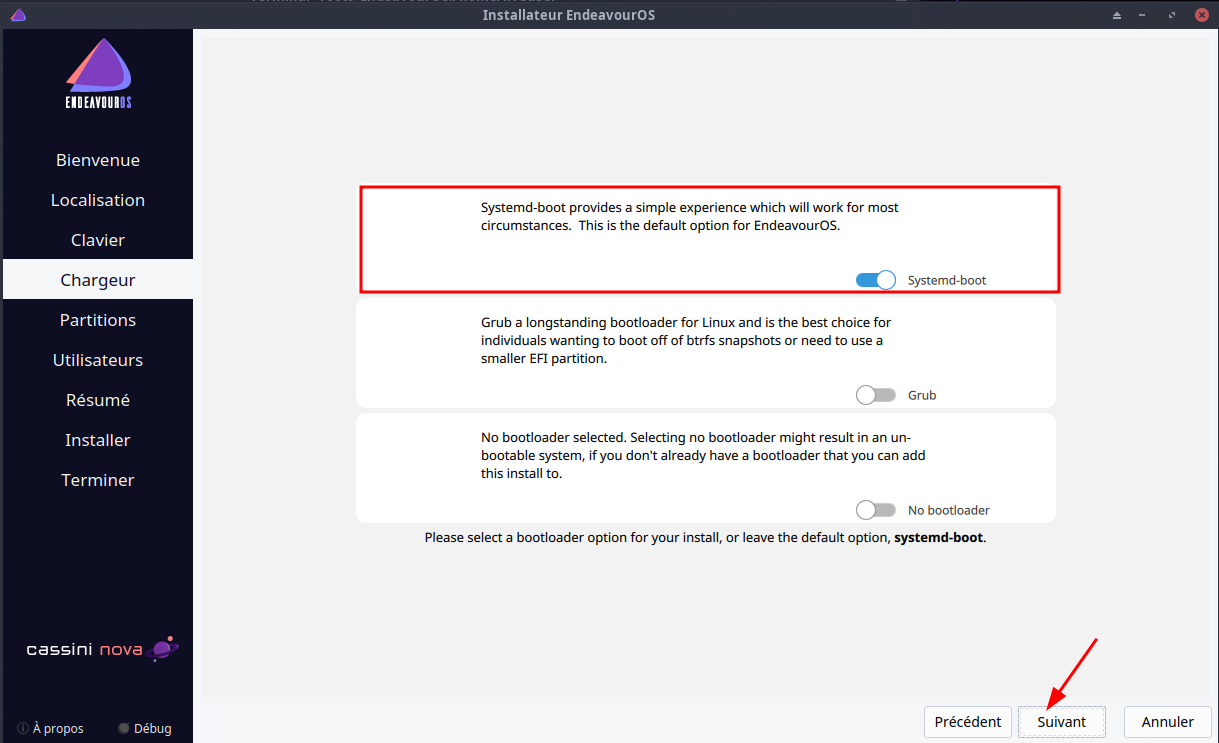 Installateur EndeavourOS
ENDEAVOUROS
Bienvenue
Localisation
Clavier
Chargeur
Partitions
Utilisateurs
Résumé
Installer
Terminer
cassini nova
À propos
Débug
Systemd-boot provides a simple experience which will work for most
circumstances.  This is the default option for EndeavourOS.
Systemd-boot
Grub a longstanding bootloader for Linux and is the best choice for
individuals wanting to boot off of btrfs snapshots or need to use a
smaller EFI partition.
Grub
No bootloader selected. Selecting no bootloader might result in an un-
bootable system, if you don't already have a bootloader that you can add
this install to.
No bootloader
Please select a bootloader option for your install, or leave the default option, systemd-boot.
Précédent
Suivant
Annuler